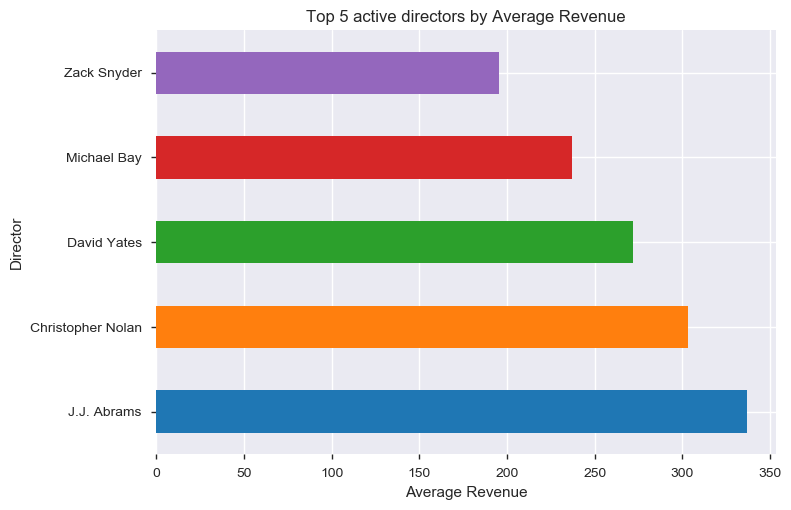 Top 5 active directors by Average Revenue
Zack Snyder
Michael Bay
David Yates
Christopher Nolan
J.J. Abrams
Director
0 50 100 150 200 250 300 350
Average Revenue